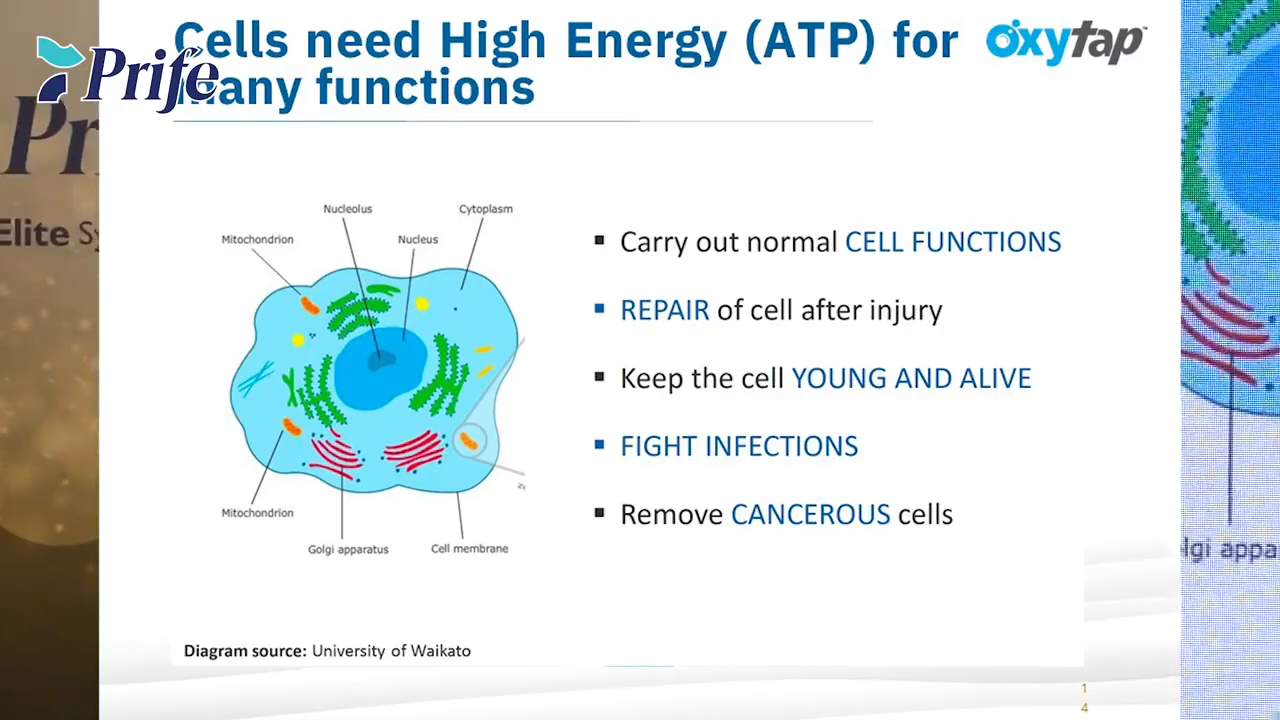 Cells need High Energy (ATP) for
many functions
oxytap™
Prife
Pr
Elite Sy
Nucleolus
Cytoplasm
Mitochondrion
Nucleus
Mitochondrion
Golgi apparatus
Cell membrane
▪ Carry out normal CELL FUNCTIONS
▪ REPAIR of cell after injury
▪ Keep the cell YOUNG AND ALIVE
▪ FIGHT INFECTIONS
▪ Remove CANCEROUS cells
lgi appa
Diagram source: University of Waikato
1
4